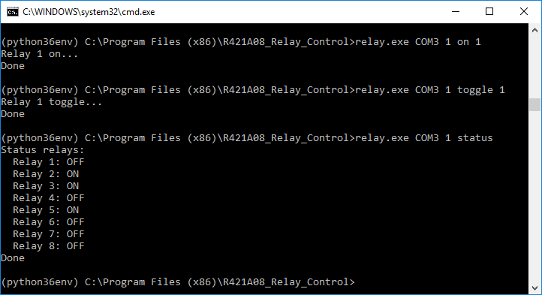 C:\WINDOWS\system32\cmd.exe
(python36env) C:\Program Files (x86)\R421A08_Relay_Control>relay.exe COM3 1 on 1
Relay 1 on...
Done
(python36env) C:\Program Files (x86)\R421A08_Relay_Control>relay.exe COM3 1 toggle 1
Relay 1 toggle...
Done
(python36env) C:\Program Files (x86)\R421A08_Relay_Control>relay.exe COM3 1 status
Status relays:
  Relay 1: OFF
  Relay 2: ON
  Relay 3: ON
  Relay 4: OFF
  Relay 5: ON
  Relay 6: OFF
  Relay 7: OFF
  Relay 8: OFF
Done
(python36env) C:\Program Files (x86)\R421A08_Relay_Control>